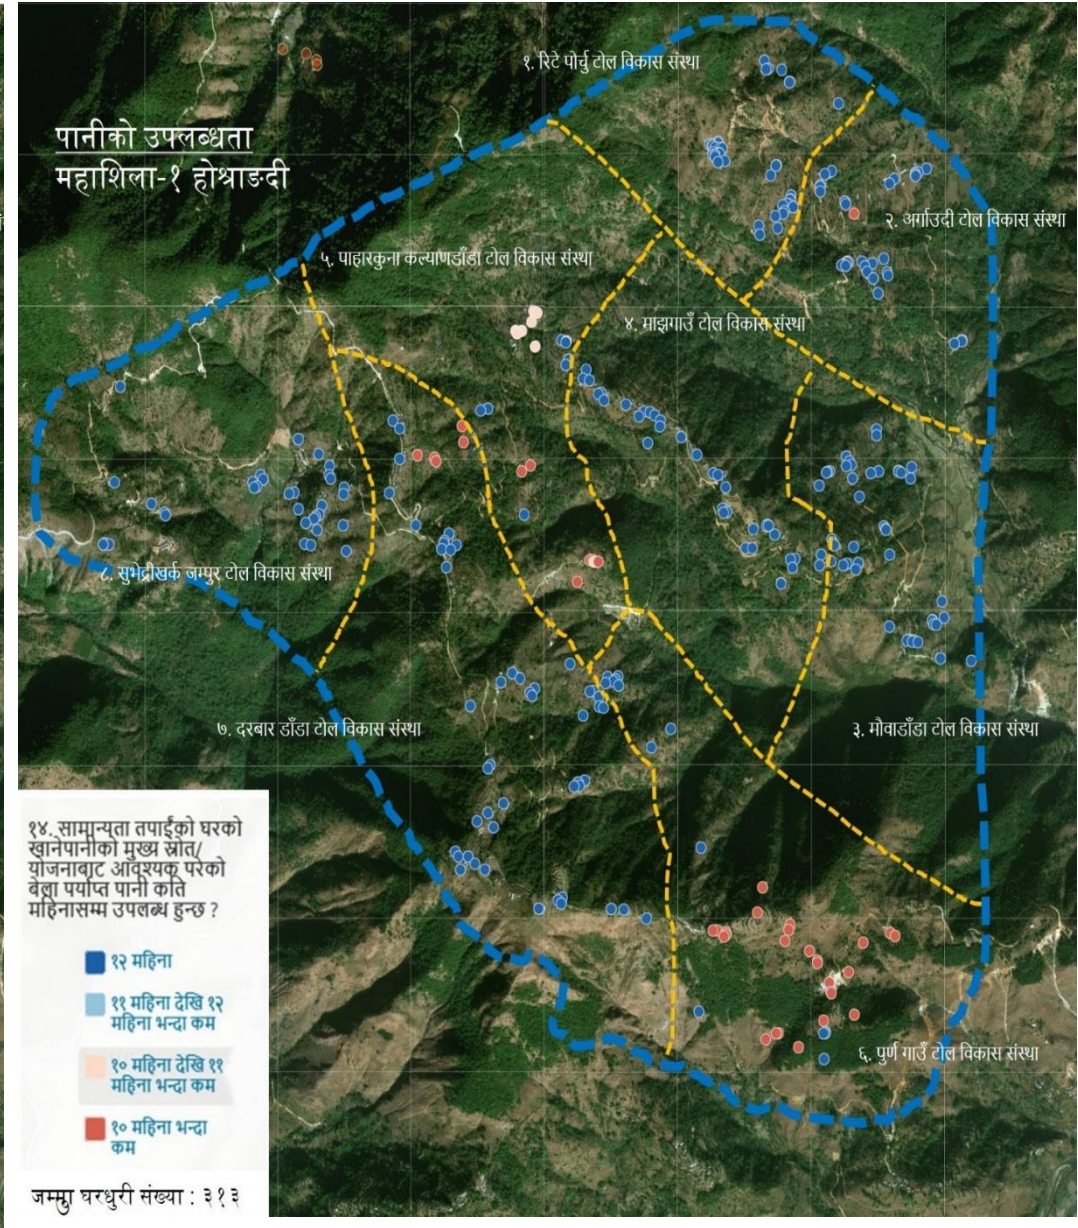 पानीको उपलब्धता
महाशिला-१ होश्राङदी
१. रिटे पोर्चु टोल विकास संस्था
२. अर्गाउदी टोल विकास संस्था
५. पाहारकुना कल्याणडाँडा टोल विकास संस्था
४. माझगाउँ टोल विकास संस्था
८. सुभद्रीखर्क जम्पुर टोल विकास संस्था
७. दरबार डाँडा टोल विकास संस्था
३. मौवाडाँडा टोल विकास संस्था
६. पुर्ण गाउँ टोल विकास संस्था
१४. सामान्यता तपाईंको घरको
खानेपानीको मुख्य स्रोत/
योजनाबाट आवश्यक परेको
बेला पर्याप्त पानी कति
महिनासम्म उपलब्ध हुन्छ ?
१२ महिना
११ महिना देखि १२
महिना भन्दा कम
१० महिना देखि ११
महिना भन्दा कम
१० महिना भन्दा
कम
जम्मा घरधुरी संख्या : ३१३